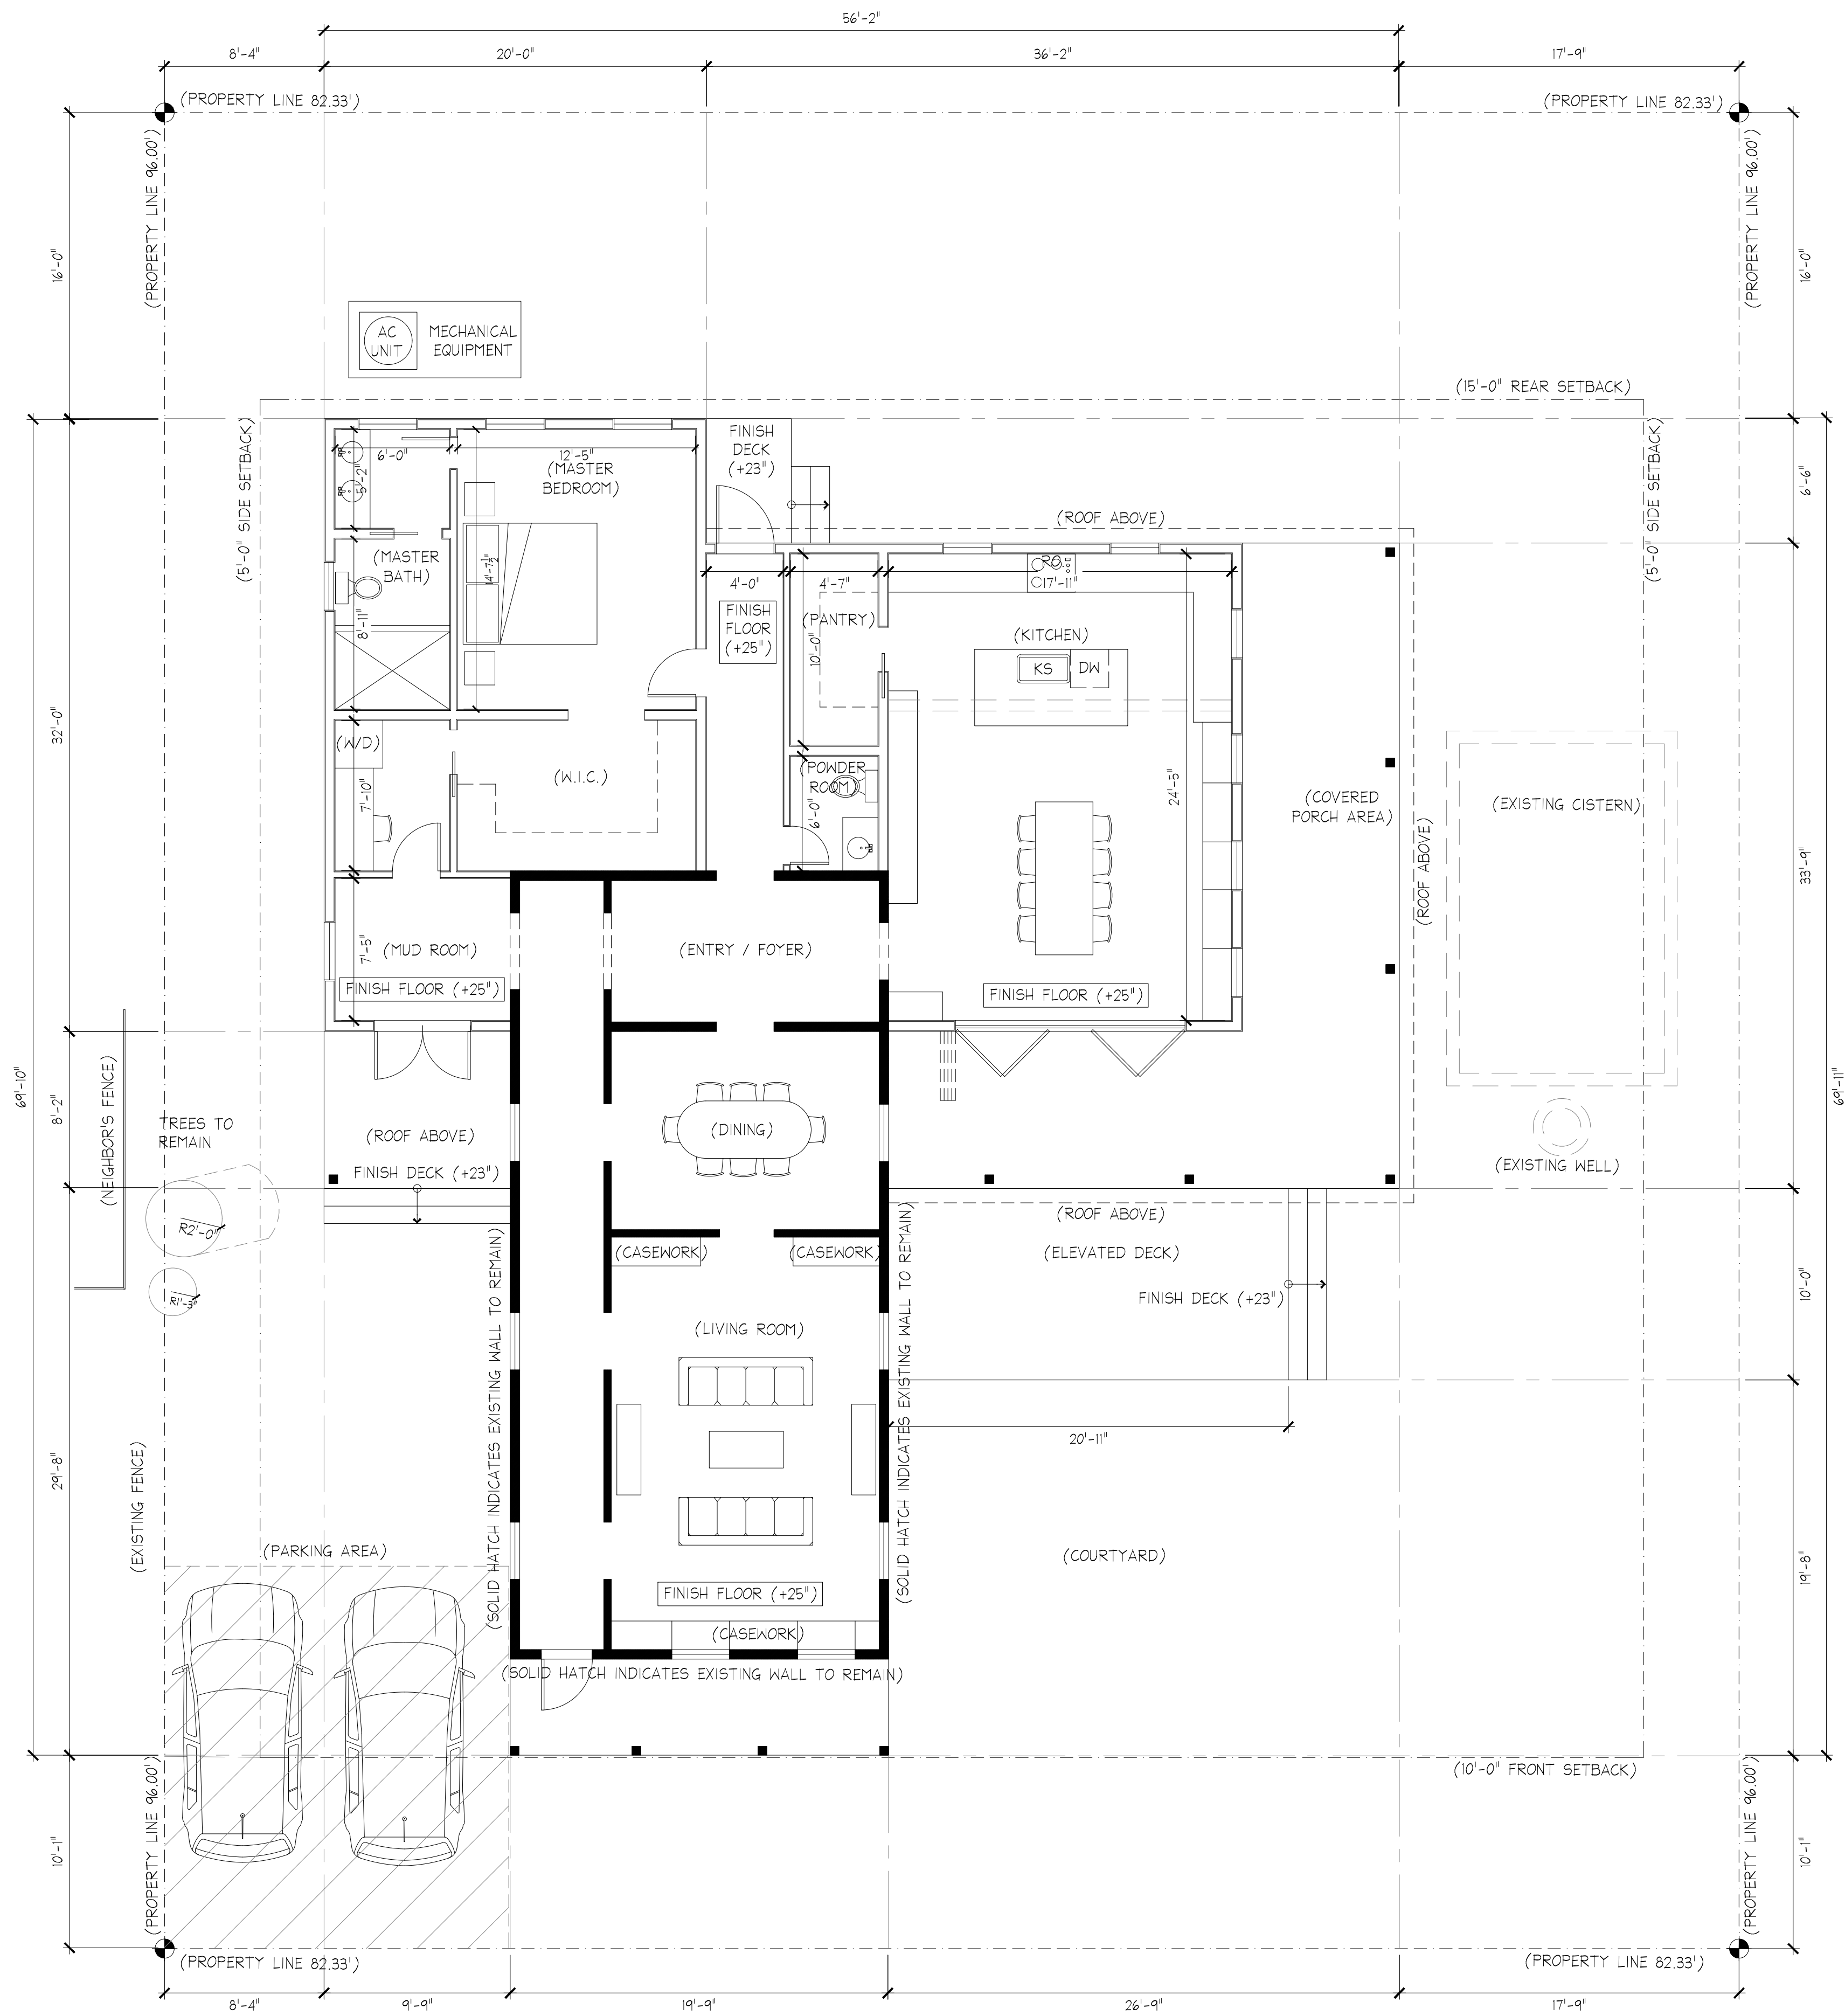 56'-2"
8'-4"
20'-0"
36'-2"
17'-9"
(PROPERTY LINE 82.33')
(PROPERTY LINE 82.33')
(PROPERTY LINE 96.00')
(PROPERTY LINE 96.00')
16'-0"
16'-0"
AC
UNIT
MECHANICAL
EQUIPMENT
(15'-0" REAR SETBACK)
(5'-0" SIDE SETBACK)
(5'-0" SIDE SETBACK)
FINISH
DECK
(+23")
6'-0"
12'-5"
5'-2"
(MASTER
BEDROOM)
6'-6"
(ROOF ABOVE)
(MASTER
BATH)
14'-7½"
8'-11"
4'-0"
4'-7"
R.O.
17'-11"
FINISH
FLOOR
(+25")
(PANTRY)
10'-0"
(KITCHEN)
KS
DW
32'-0"
(W/D)
(W.I.C.)
7'-10"
(POWDER
ROOM)
6'-0"
24'-5"
(COVERED
PORCH AREA)
(EXISTING CISTERN)
(ROOF ABOVE)
33'-9"
7'-5"
(MUD ROOM)
FINISH FLOOR (+25")
(ENTRY / FOYER)
FINISH FLOOR (+25")
69'-10"
69'-11"
8'-2"
(NEIGHBOR'S FENCE)
TREES TO
REMAIN
(ROOF ABOVE)
FINISH DECK (+23")
(DINING)
(EXISTING WELL)
R2'-0"
R1'-3"
(ROOF ABOVE)
(ELEVATED DECK)
FINISH DECK (+23")
(CASEWORK)
(CASEWORK)
10'-0"
(LIVING ROOM)
(SOLID HATCH INDICATES EXISTING WALL TO REMAIN)
(SOLID HATCH INDICATES EXISTING WALL TO REMAIN)
20'-11"
29'-8"
(EXISTING FENCE)
(PARKING AREA)
(COURTYARD)
19'-8"
FINISH FLOOR (+25")
(CASEWORK)
(SOLID HATCH INDICATES EXISTING WALL TO REMAIN)
(10'-0" FRONT SETBACK)
10'-1"
10'-1"
(PROPERTY LINE 96.00')
(PROPERTY LINE 96.00')
(PROPERTY LINE 82.33')
(PROPERTY LINE 82.33')
8'-4"
9'-9"
19'-9"
26'-9"
17'-9"